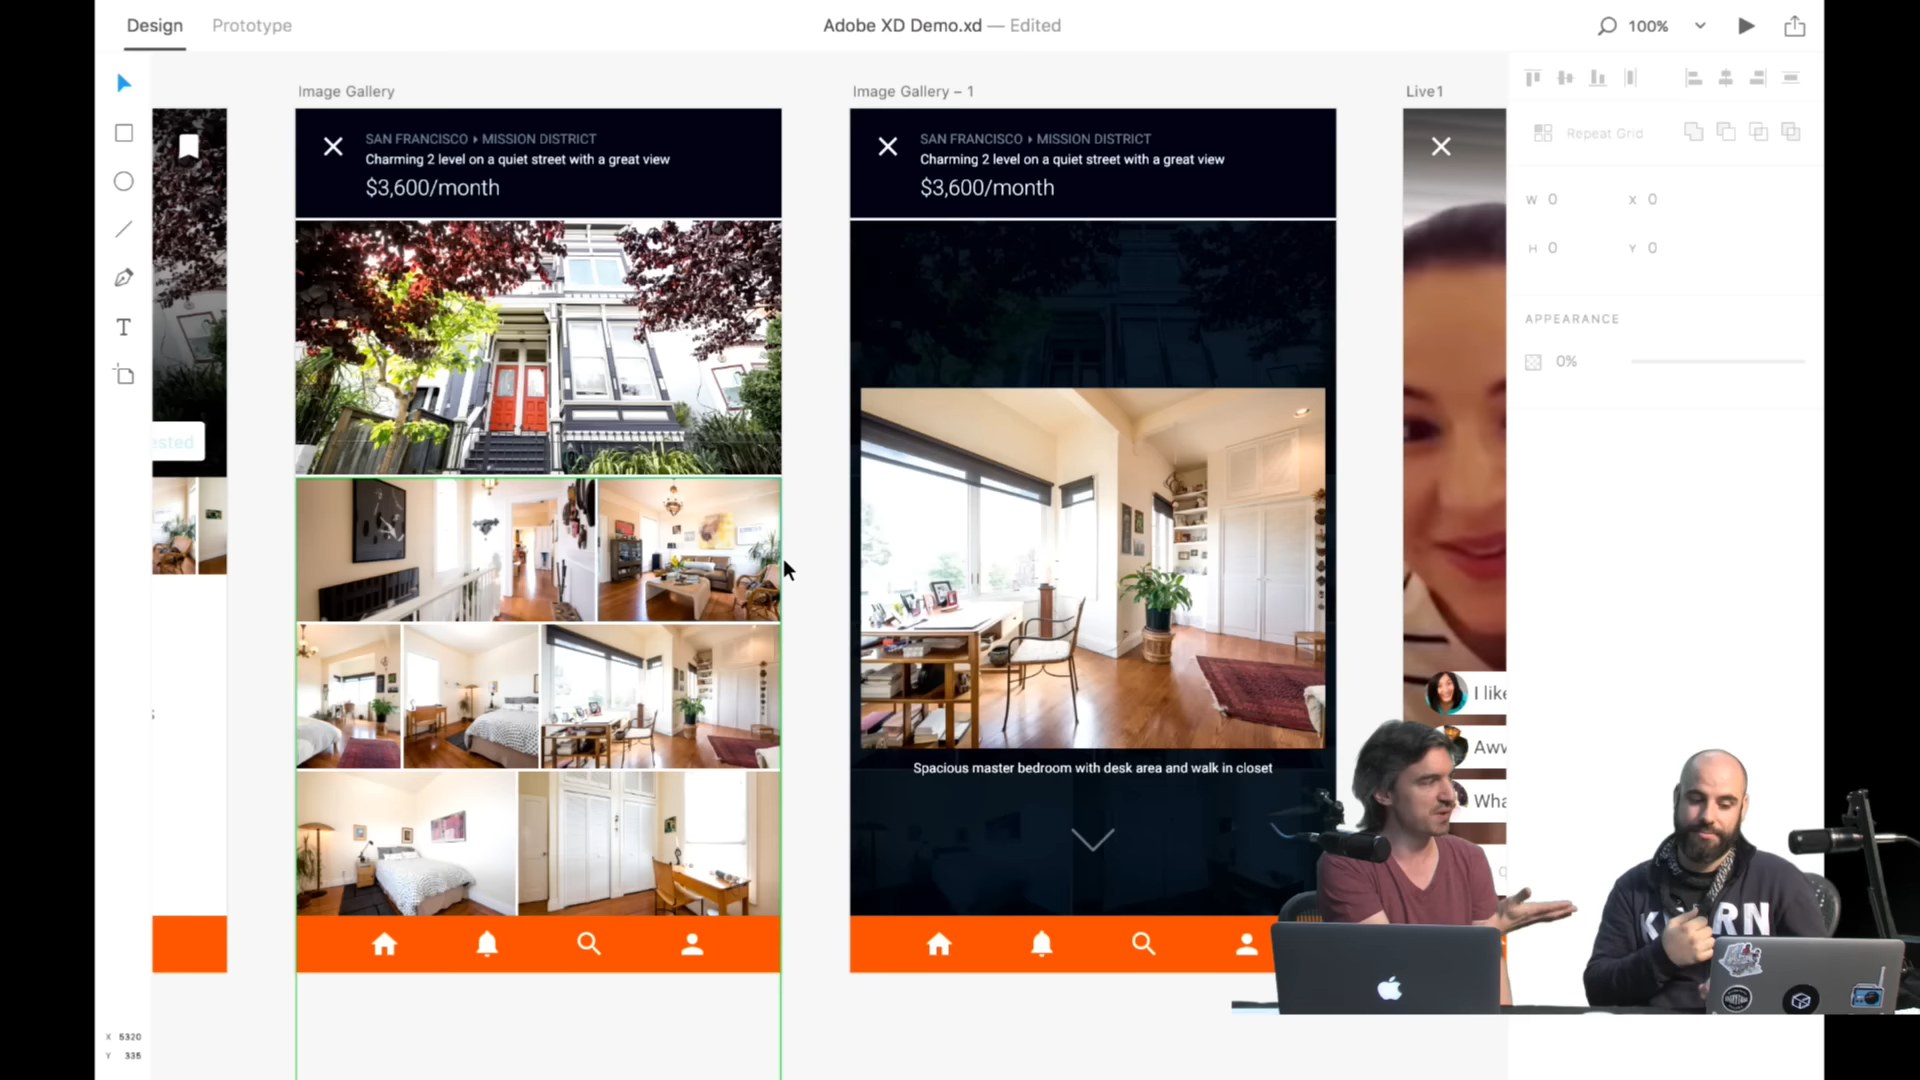 Design
Prototype
Adobe XD Demo.xd — Edited
100%
Image Gallery
Image Gallery – 1
Live1
SAN FRANCISCO ▸ MISSION DISTRICT
Charming 2 level on a quiet street with a great view
$3,600/month
SAN FRANCISCO ▸ MISSION DISTRICT
Charming 2 level on a quiet street with a great view
$3,600/month
Repeat Grid
W 0
X 0
H 0
Y 0
APPEARANCE
0%
ested
T
s
I like
Aww
Wha
Spacious master bedroom with desk area and walk in closet
X 5320
Y 335